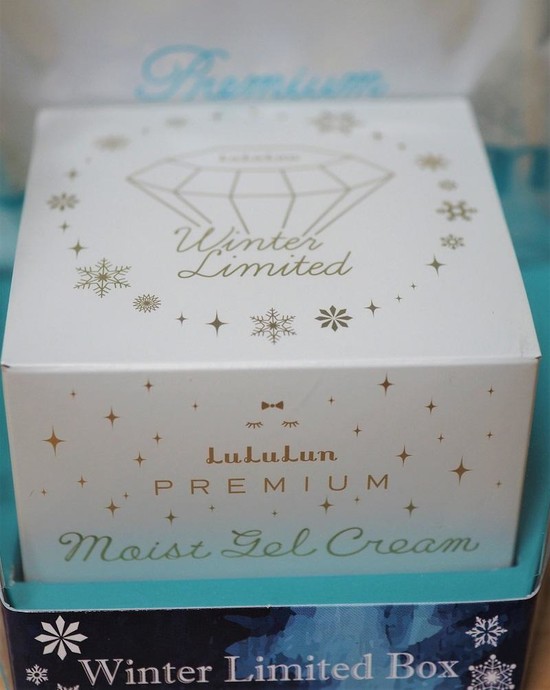 Premium
LuLuLun
Winter
Limited
LuLuLun
PREMIUM
Moist Gel Cream
Winter Limited Box